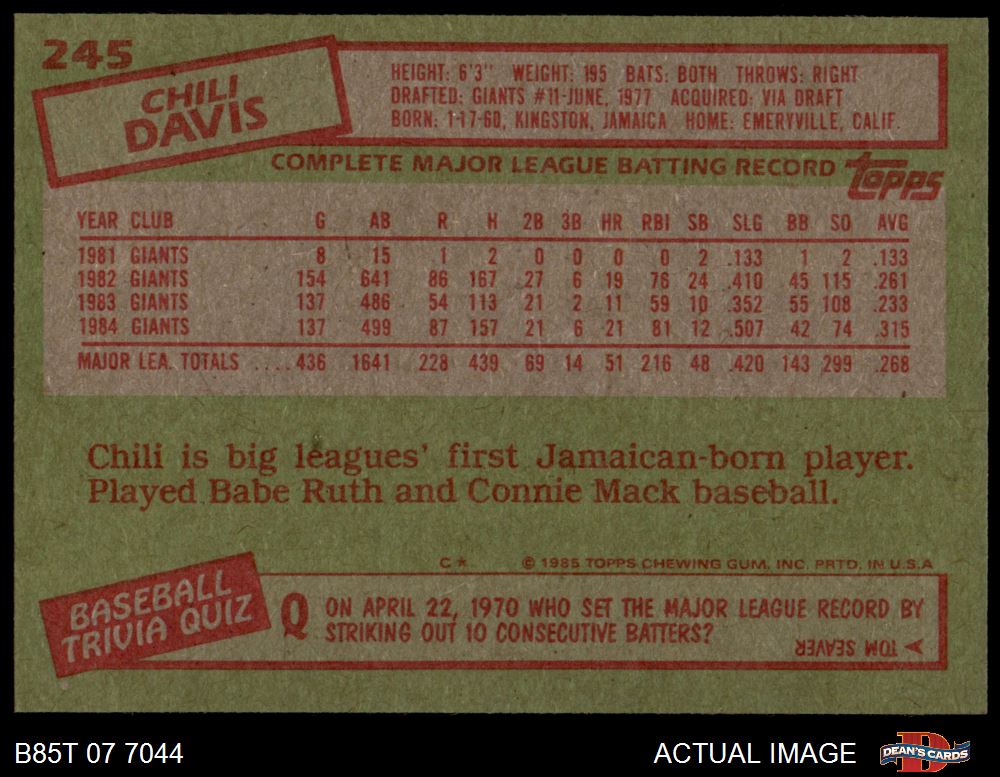 245
CHILI
DAVIS
HEIGHT: 6'3" WEIGHT: 195 BATS: BOTH THROWS: RIGHT
DRAFTED: GIANTS #11-JUNE, 1977 ACQUIRED: VIA DRAFT
BORN: 1-17-60, KINGSTON, JAMAICA HOME: EMERYVILLE, CALIF.
COMPLETE MAJOR LEAGUE BATTING RECORD
topps
YEAR CLUB G AB R H 2B 3B HR RBI SB SLG BB SO AVG
1981 GIANTS 8 15 1 2 0 0 0 0 2 .133 1 2 .133
1982 GIANTS 154 641 86 167 27 6 19 76 24 .410 45 115 .261
1983 GIANTS 137 486 54 113 21 2 11 59 10 .352 55 108 .233
1984 GIANTS 137 499 87 157 21 6 21 81 12 .507 42 74 .315
MAJOR LEA. TOTALS ....436 1641 228 439 69 14 51 216 48 .420 143 299 .268
Chili is big leagues' first Jamaican-born player.
Played Babe Ruth and Connie Mack baseball.
C* © 1985 TOPPS CHEWING GUM, INC. PRTD. IN U.S.A
BASEBALL
TRIVIA QUIZ
Q ON APRIL 22, 1970 WHO SET THE MAJOR LEAGUE RECORD BY
STRIKING OUT 10 CONSECUTIVE BATTERS?
TOM SEAVER
B85T 07 7044
ACTUAL IMAGE
DEAN'S CARDS